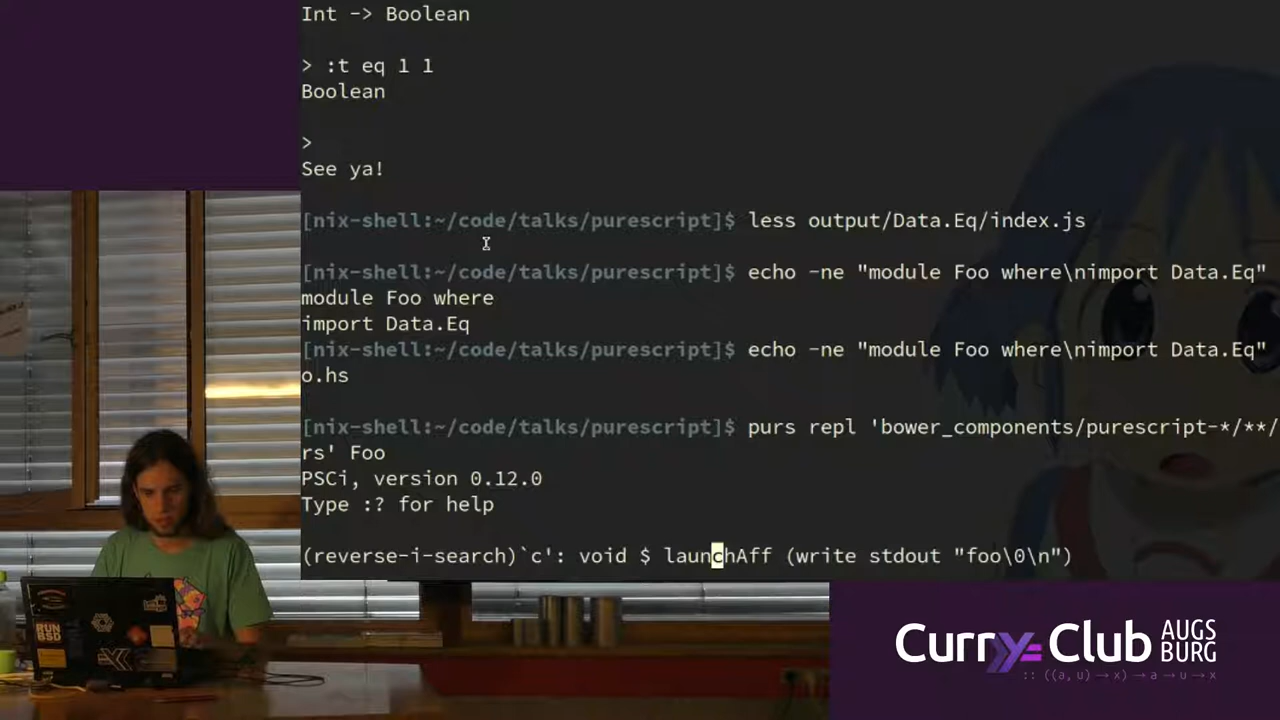 Int -> Boolean
> :t eq 1 1
Boolean
>
See ya!
[nix-shell:~/code/talks/purescript]$ less output/Data.Eq/index.js
[nix-shell:~/code/talks/purescript]$ echo -ne "module Foo where\nimport Data.Eq"
module Foo where
import Data.Eq
[nix-shell:~/code/talks/purescript]$ echo -ne "module Foo where\nimport Data.Eq"
o.hs
[nix-shell:~/code/talks/purescript]$ purs repl 'bower_components/purescript-*/**/
rs' Foo
PSCi, version 0.12.0
Type :? for help
(reverse-i-search)`c': void $ launchAff (write stdout "foo\0\n")
RUN
BSD
Curry Club AUGS
BURG
:: ((a, u) → x) → a → u → x